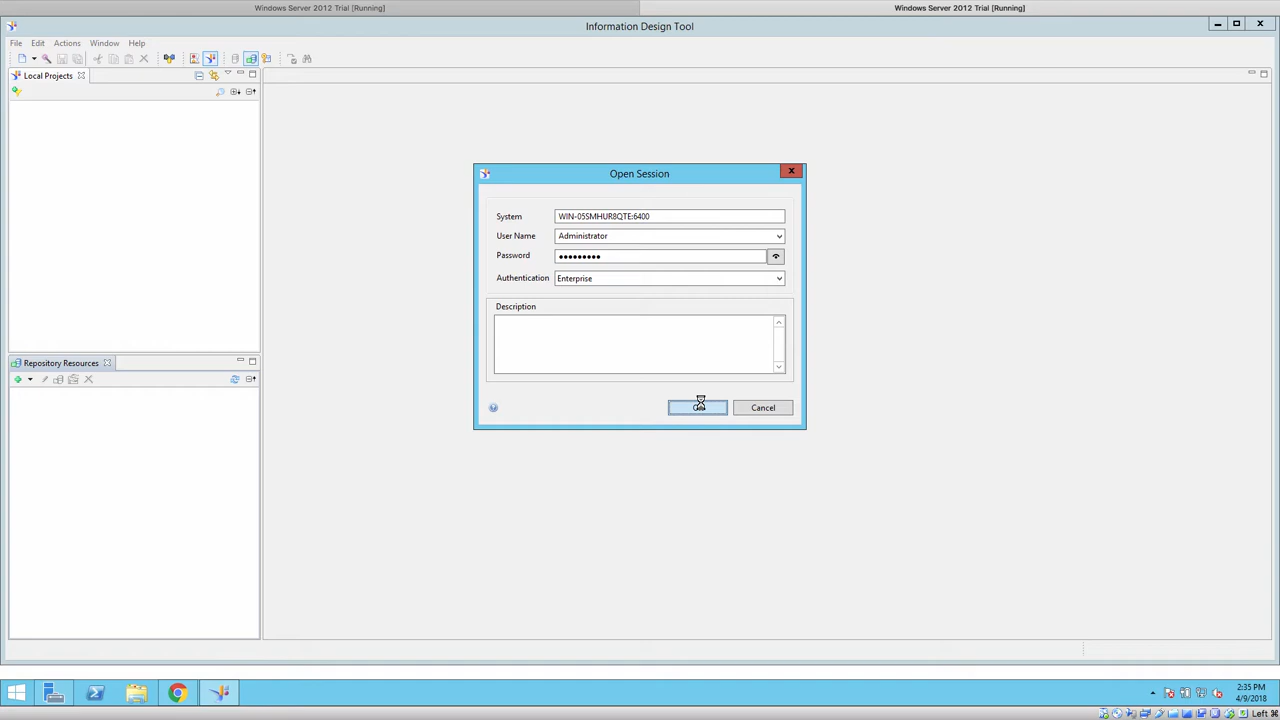 Windows Server 2012 Trial [Running]
Windows Server 2012 Trial [Running]
Information Design Tool
File Edit Actions Window Help
Local Projects
Open Session
System WIN-05SMHUR8QTE:6400
User Name Administrator
Password •••••••••
Authentication Enterprise
Description
Cancel
Repository Resources
2:35 PM
4/9/2018
Left ⌘